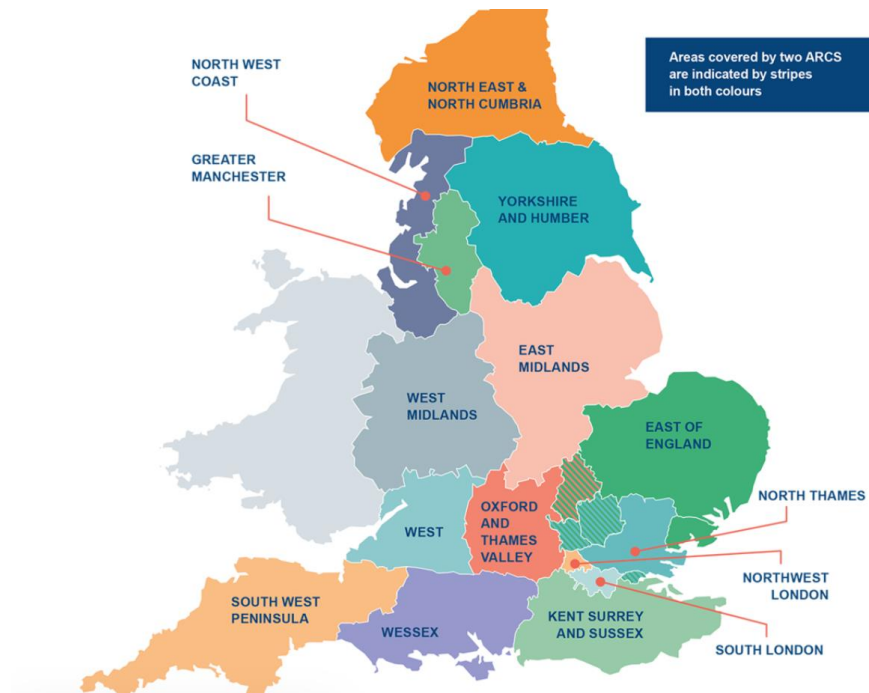 Areas covered by two ARCS
are indicated by stripes
in both colours
NORTH WEST
COAST
NORTH EAST &
NORTH CUMBRIA
GREATER
MANCHESTER
YORKSHIRE
AND HUMBER
EAST
MIDLANDS
WEST
MIDLANDS
EAST OF
ENGLAND
NORTH THAMES
OXFORD
AND
THAMES
VALLEY
WEST
NORTHWEST
LONDON
SOUTH WEST
PENINSULA
WESSEX
KENT SURREY
AND SUSSEX
SOUTH LONDON